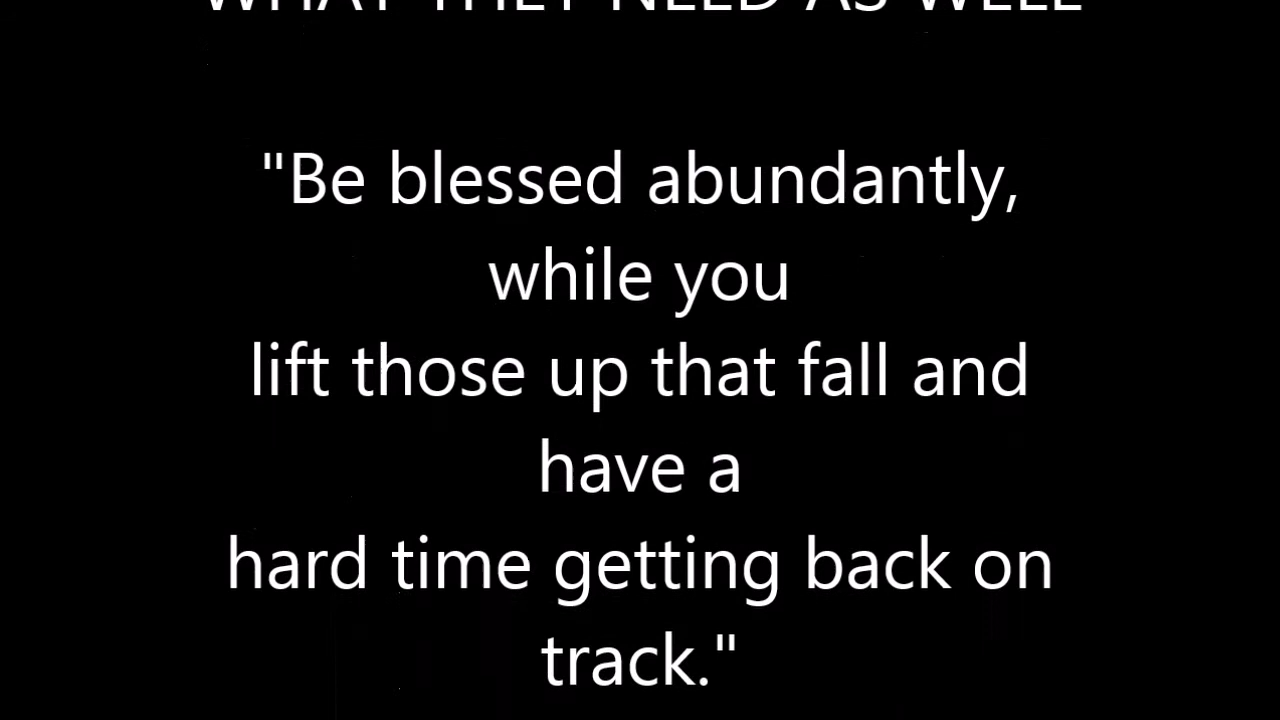 WHAT THEY NEED AS WELL
"Be blessed abundantly,
while you
lift those up that fall and
have a
hard time getting back on
track."